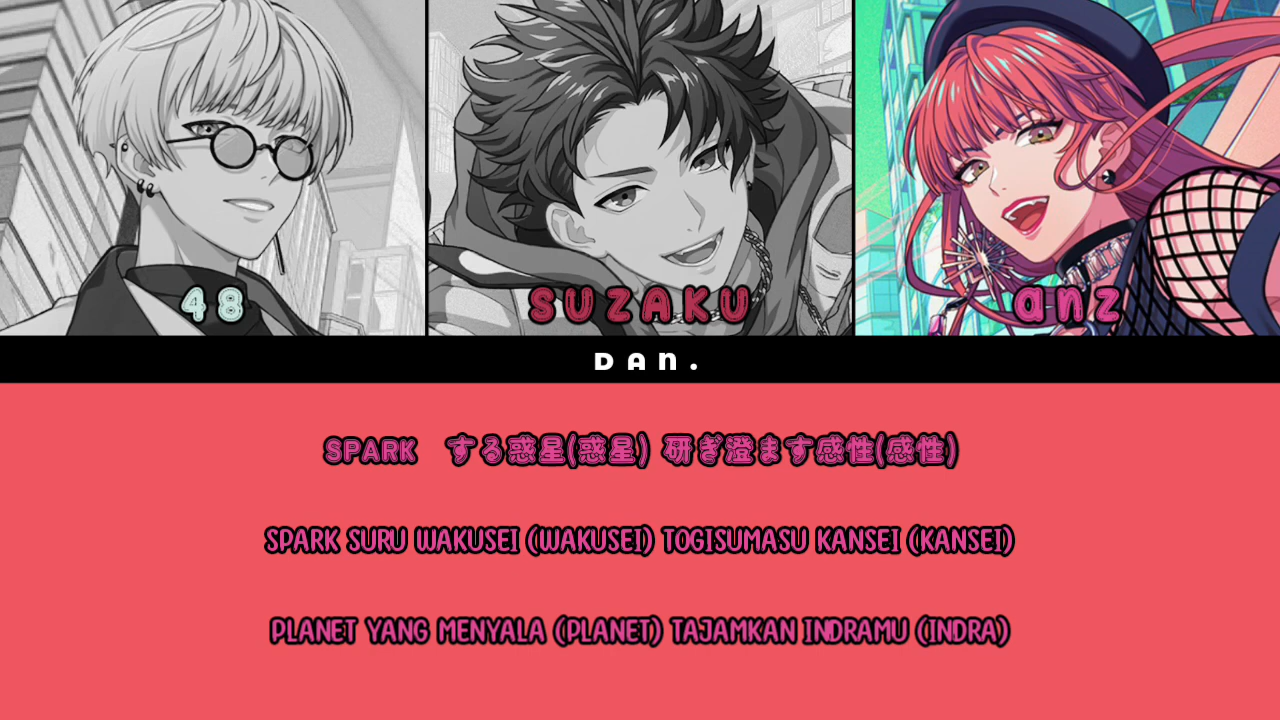 48
SUZAKU
anz
DAN.
SPARK する惑星(惑星) 研ぎ澄ます感性(感性)
SPARK SURU WAKUSEI (WAKUSEI) TOGISUMASU KANSEI (KANSEI)
PLANET YANG MENYALA (PLANET) TAJAMKAN INDRAMU (INDRA)